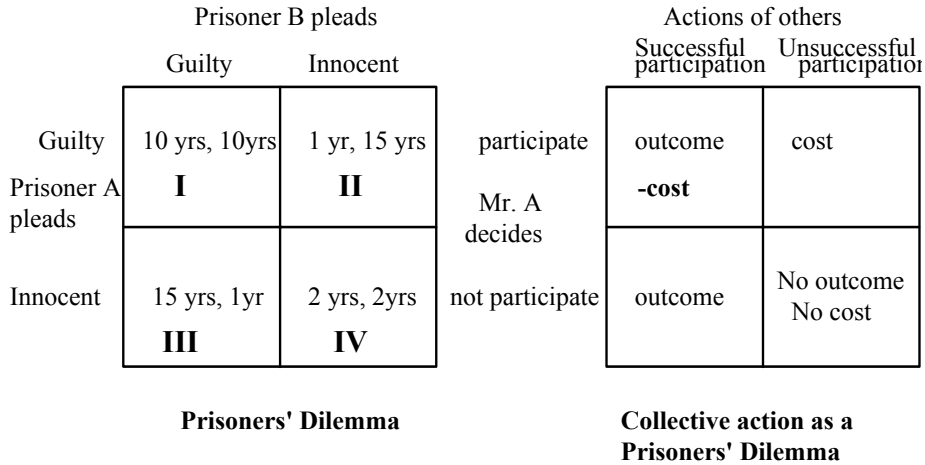 Prisoner B pleads
Guilty Innocent
Guilty 10 yrs, 10yrs 1 yr, 15 yrs
I II
Prisoner A
pleads
Innocent 15 yrs, 1yr 2 yrs, 2yrs
III IV
Prisoners' Dilemma
Actions of others
Successful Unsuccessful
participation participation
participate outcome cost
-cost
Mr. A
decides
not participate outcome No outcome
No cost
Collective action as a
Prisoners' Dilemma